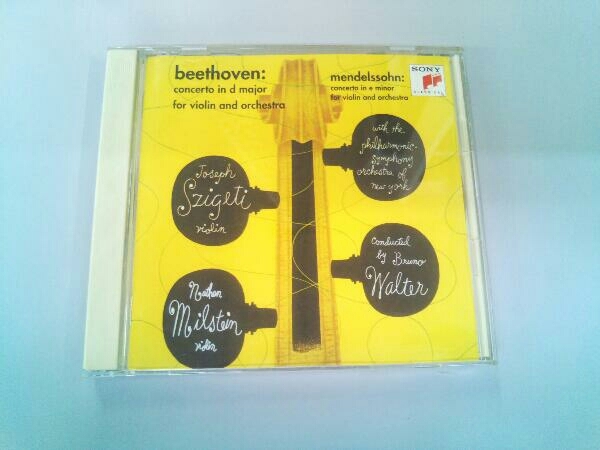 beethoven:
concerto in d major
for violin and orchestra
mendelssohn:
concerto in e minor
for violin and orchestra
SONY
CLASSICAL
Joseph
Szigeti
violin
with the
philharmonic-
symphony
orchestra of
new york
Nathan
Milstein
violin
conducted
by Bruno
Walter